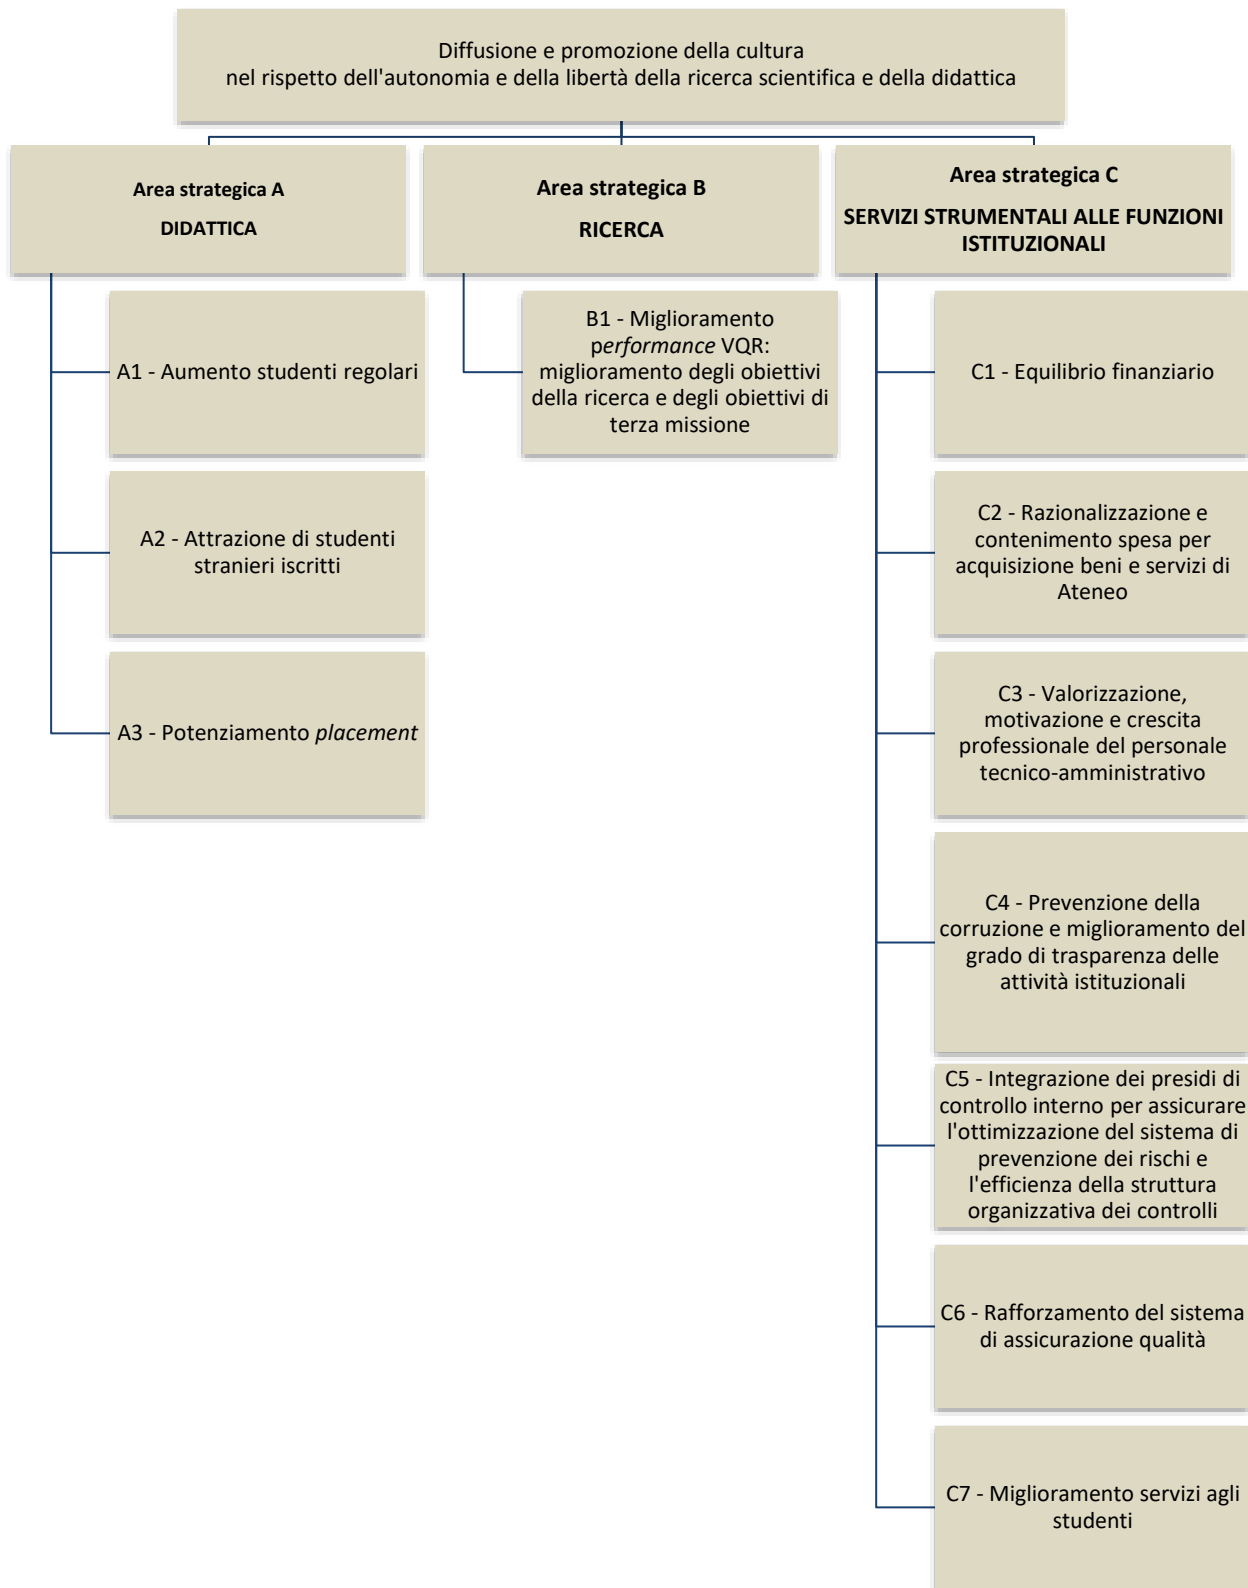 Diffusione e promozione della cultura
nel rispetto dell'autonomia e della libertà della ricerca scientifica e della didattica
Area strategica A
DIDATTICA
A1 - Aumento studenti regolari
A2 - Attrazione di studenti
stranieri iscritti
A3 - Potenziamento placement
Area strategica B
RICERCA
B1 - Miglioramento
performance VQR:
miglioramento degli obiettivi
della ricerca e degli obiettivi di
terza missione
Area strategica C
SERVIZI STRUMENTALI ALLE FUNZIONI
ISTITUZIONALI
C1 - Equilibrio finanziario
C2 - Razionalizzazione e
contenimento spesa per
acquisizione beni e servizi di
Ateneo
C3 - Valorizzazione,
motivazione e crescita
professionale del personale
tecnico-amministrativo
C4 - Prevenzione della
corruzione e miglioramento del
grado di trasparenza delle
attività istituzionali
C5 - Integrazione dei presidi di
controllo interno per assicurare
l'ottimizzazione del sistema di
prevenzione dei rischi e
l'efficienza della struttura
organizzativa dei controlli
C6 - Rafforzamento del sistema
di assicurazione qualità
C7 - Miglioramento servizi agli
studenti